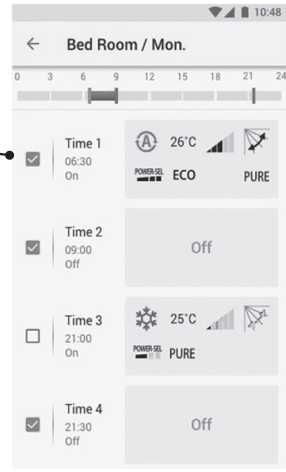 10:48
Bed Room / Mon.
0 3 6 9 12 15 18 21 24
Time 1
06:30
On
A 26°C
POWER-SEL ECO PURE
Time 2
09:00
Off
Off
Time 3
21:00
On
25°C
POWER-SEL PURE
Time 4
21:30
Off
Off